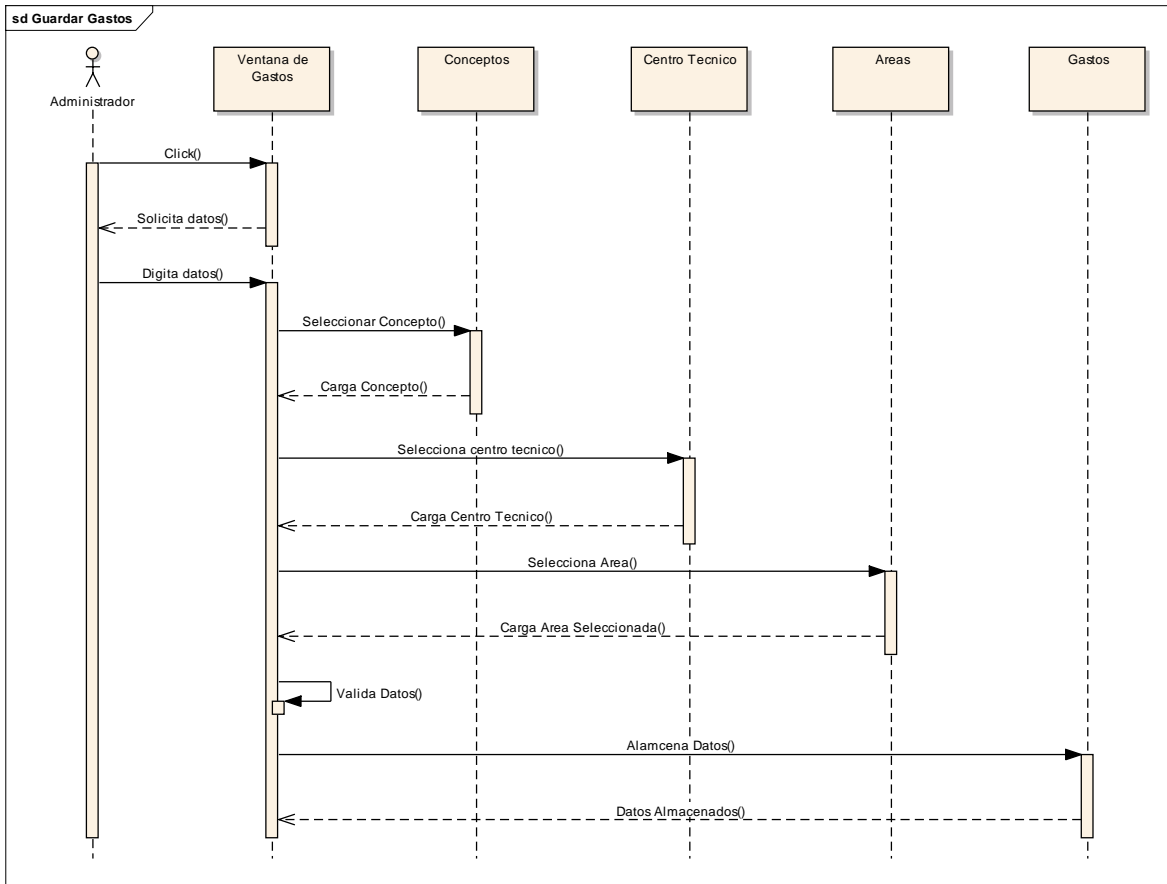 sd Guardar Gastos
Administrador
Ventana de
Gastos
Conceptos
Centro Tecnico
Areas
Gastos
Click()
Solicita datos()
Digita datos()
Seleccionar Concepto()
Carga Concepto()
Selecciona centro tecnico()
Carga Centro Tecnico()
Selecciona Area()
Carga Area Seleccionada()
Valida Datos()
Alamcena Datos()
Datos Almacenados()